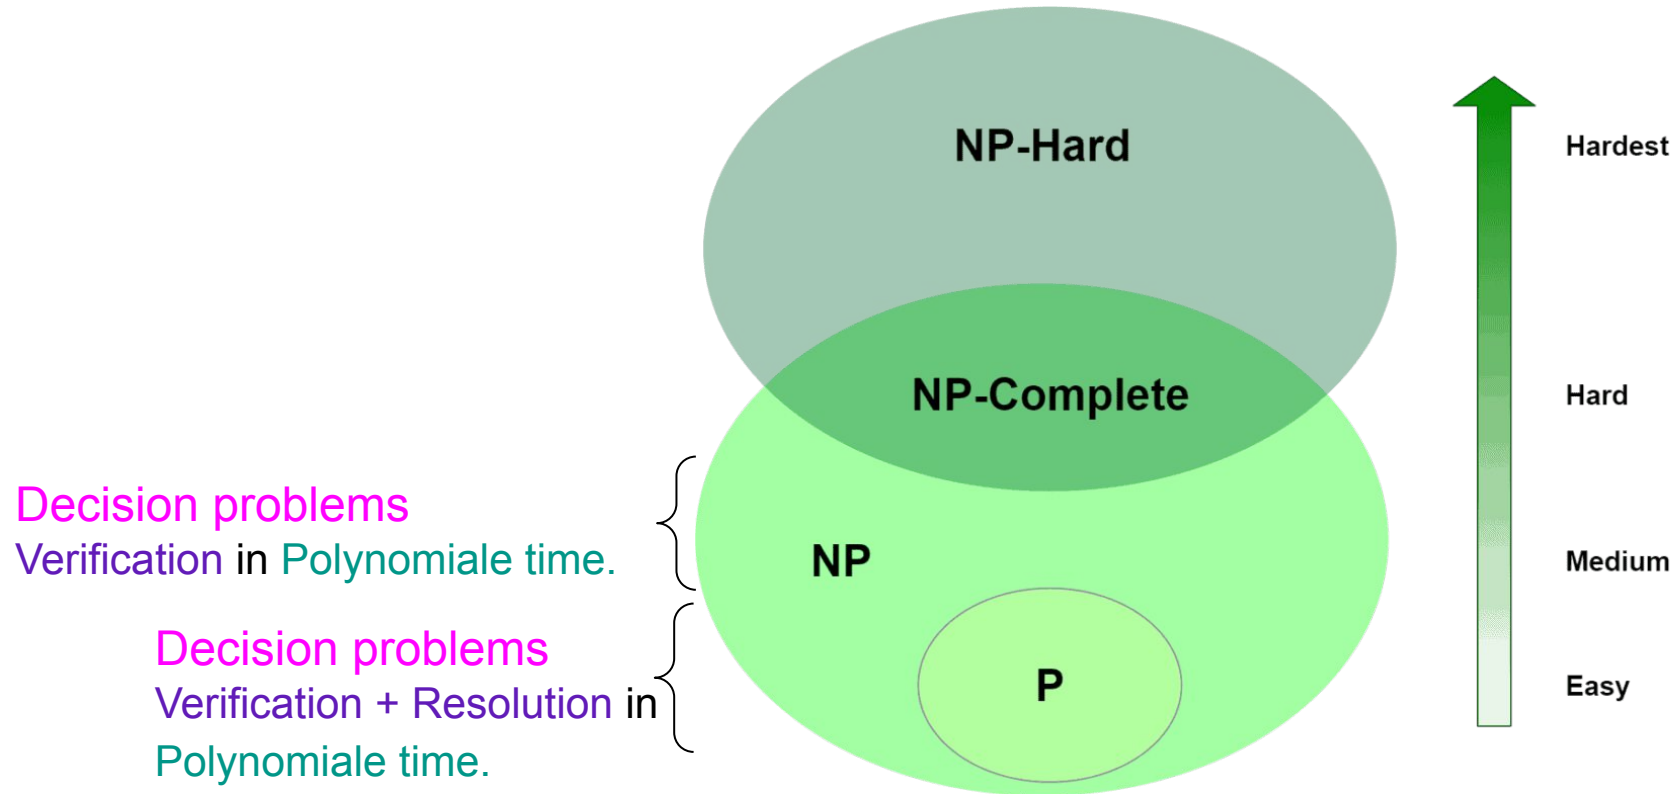 NP-Hard
Hardest
NP-Complete
Hard
Decision problems
Verification in Polynomiale time.
NP
Medium
Decision problems
Verification + Resolution in
Polynomiale time.
P
Easy